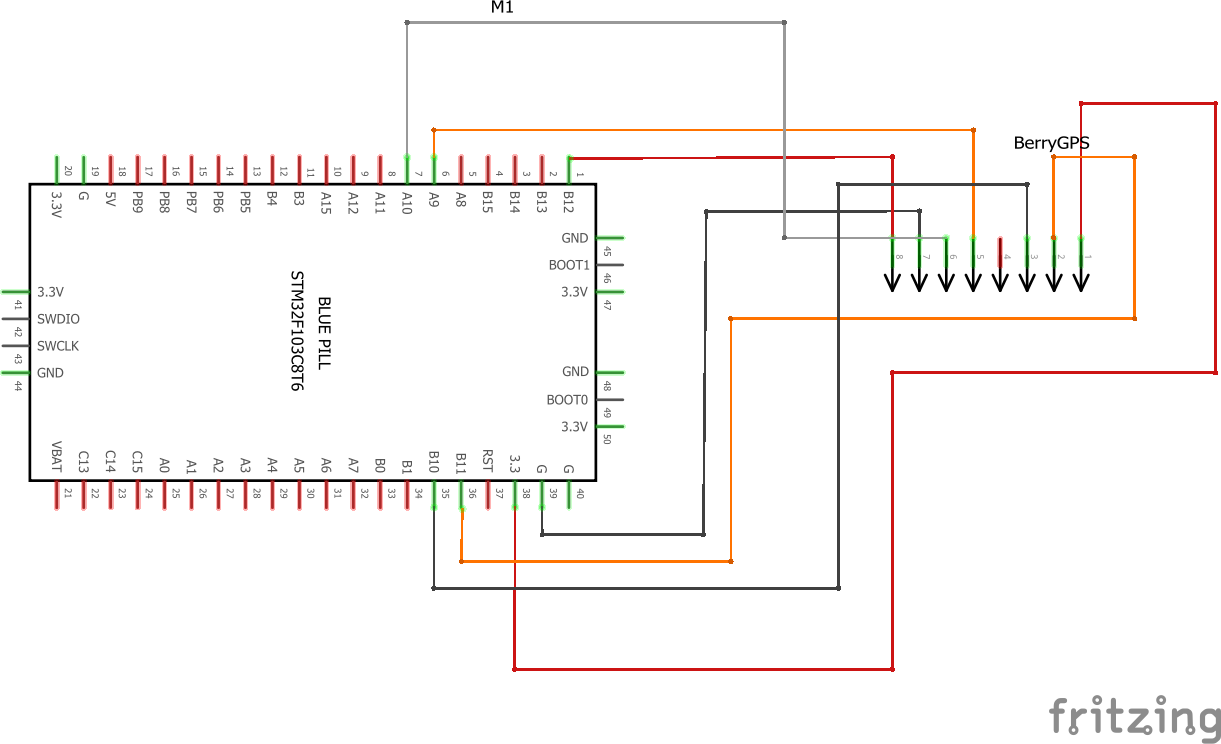 M1
BerryGPS
20 19 18 17 16 15 14 13 12 11 10 9 8 7 6 5 4 3 2 1
3.3V G 5V PB9 PB8 PB7 PB6 PB5 B4 B3 A15 A12 A11 A10 A9 A8 B15 B14 B13 B12
GND
45
BOOT1
46
3.3V
47
8 7 6 5 4 3 2 1
3.3V
41
SWDIO
42
SWCLK
43
GND
44
BLUE PILL
STM32F103C8T6
GND
48
BOOT0
49
3.3V
50
VBAT C13 C14 C15 A0 A1 A2 A3 A4 A5 A6 A7 B0 B1 B10 B11 RST 3.3 G G
21 22 23 24 25 26 27 28 29 30 31 32 33 34 35 36 37 38 39 40
fritzing